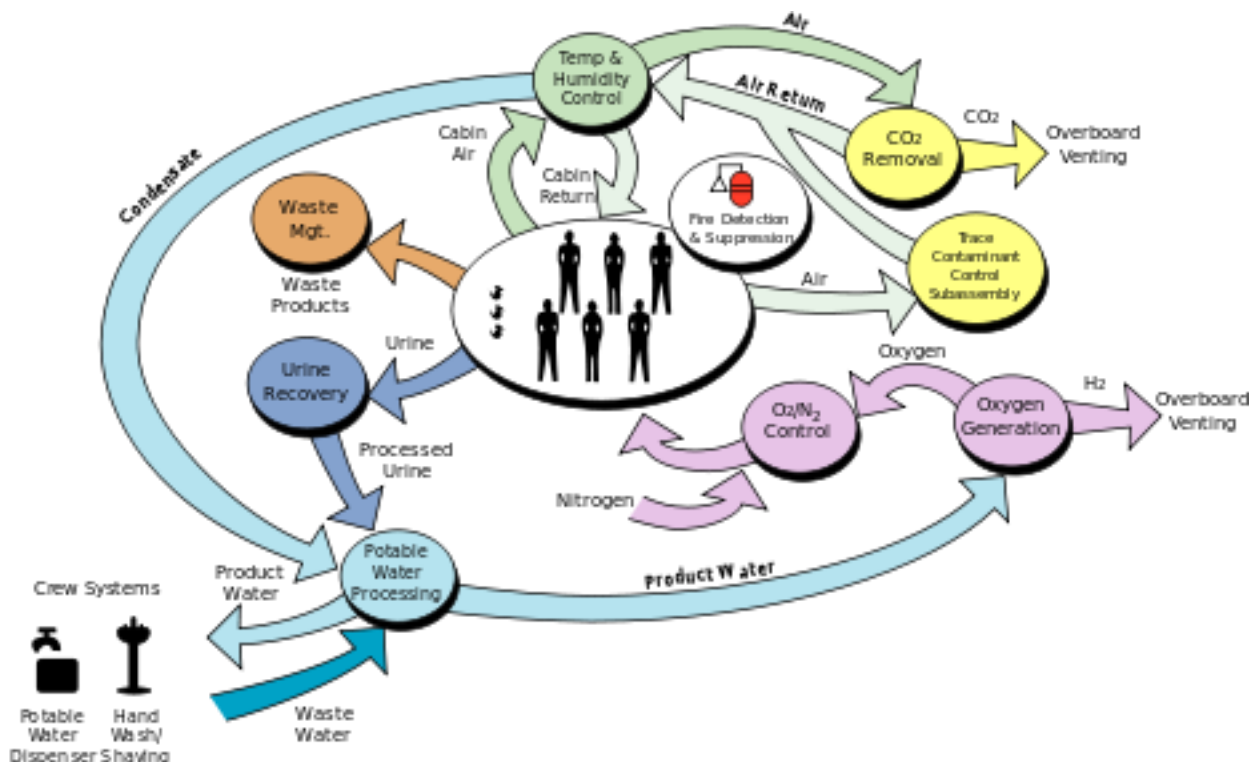 Air
Temp &
Humidity
Control
Air Return
CO2
CO2
Removal
Overboard
Venting
Cabin
Air
Cabin
Return
Condensate
Waste
Mgt.
Fire Detection
& Suppression
Trace
Contaminant
Control
Subassembly
Waste
Products
Air
Urine
Oxygen
Urine
Recovery
O2/N2
Control
Oxygen
Generation
H2
Overboard
Venting
Processed
Urine
Nitrogen
Potable
Water
Processing
Product Water
Product
Water
Crew Systems
Waste
Water
Potable
Water
Dispenser
Hand
Wash/
Shaving